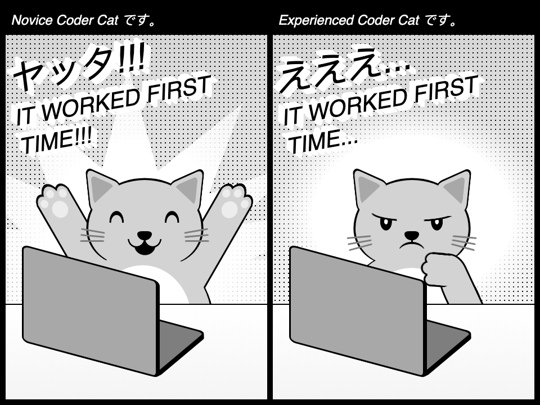 Novice Coder Cat です。
ヤッタ!!!
IT WORKED FIRST
TIME!!!
Experienced Coder Cat です。
えええ...
IT WORKED FIRST
TIME...